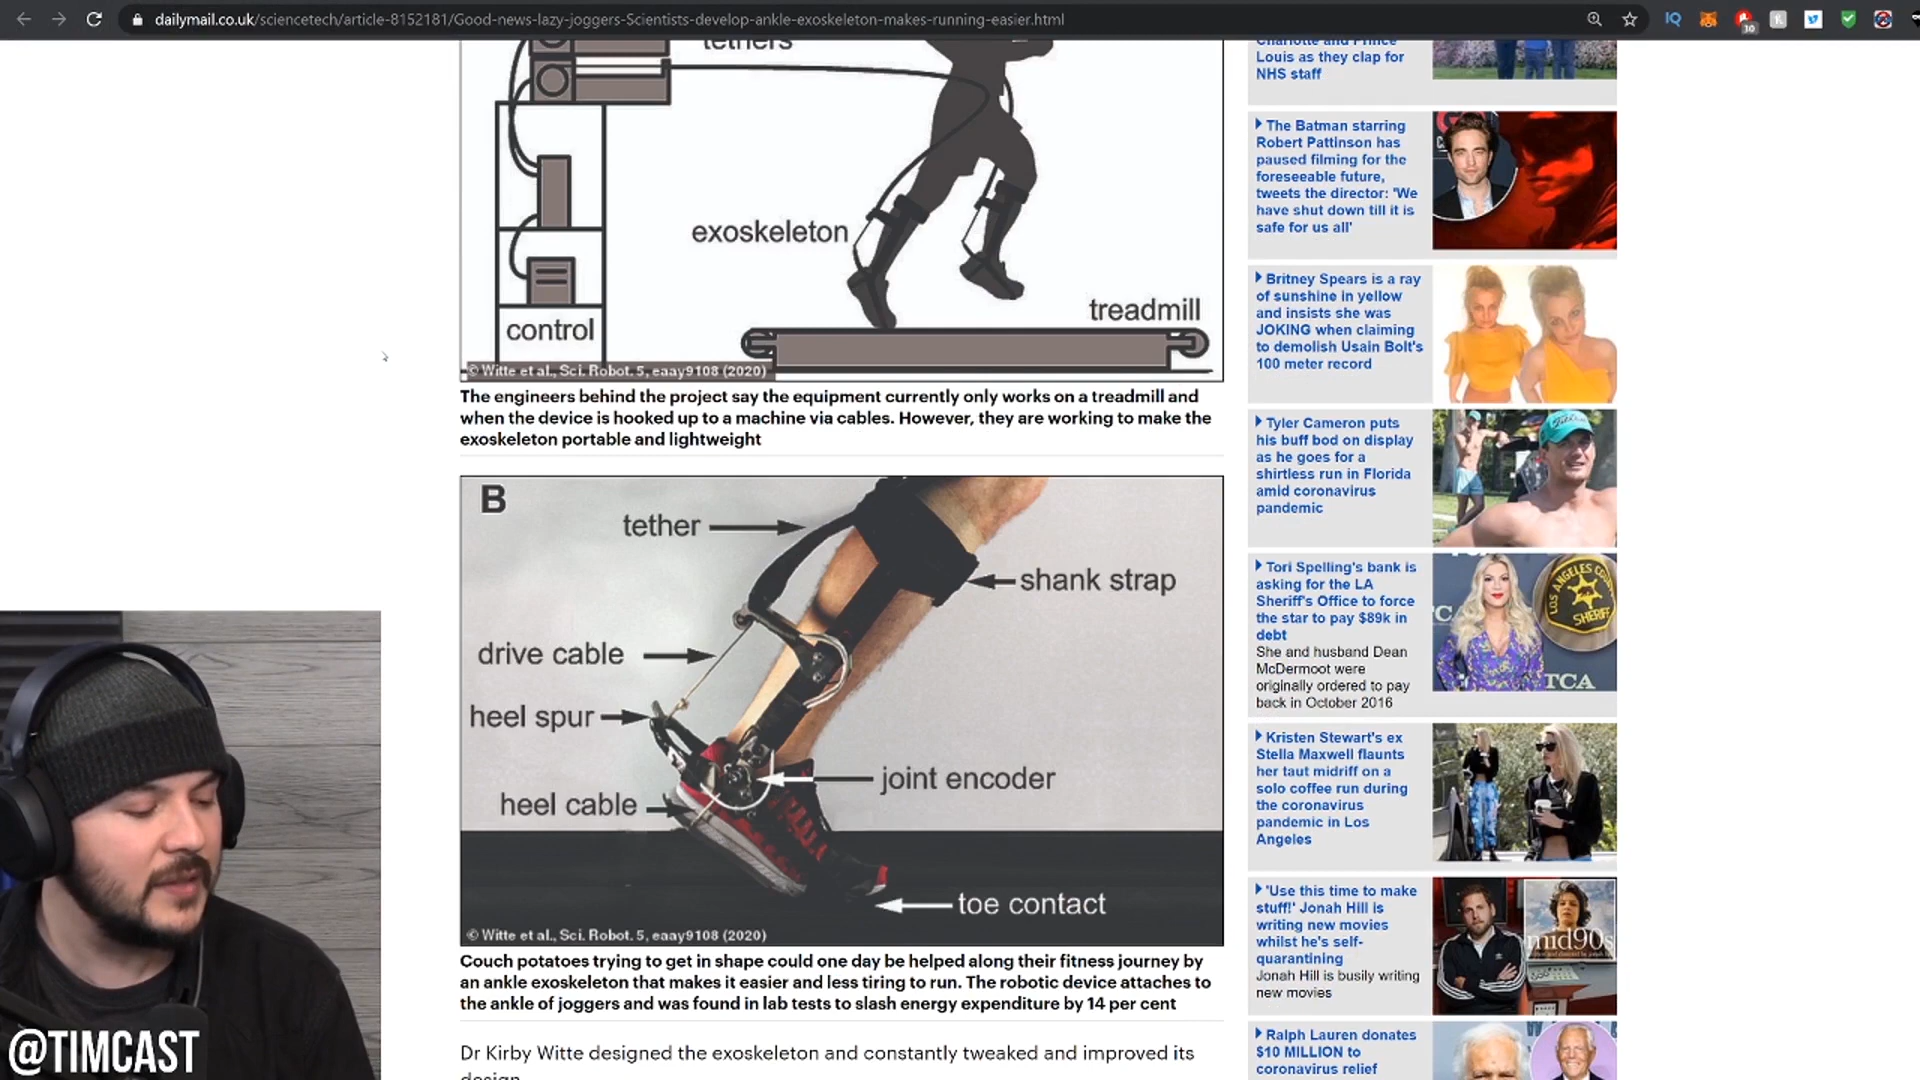 dailymail.co.uk/sciencetech/article-8152181/Good-news-lazy-joggers-Scientists-develop-ankle-exoskeleton-makes-running-easier.html
IQ
30
tethers
exoskeleton
treadmill
control
© Witte et al., Sci. Robot. 5, eaay9108 (2020)
The engineers behind the project say the equipment currently only works on a treadmill and
when the device is hooked up to a machine via cables. However, they are working to make the
exoskeleton portable and lightweight
B
tether
shank strap
drive cable
heel spur
joint encoder
heel cable
toe contact
© Witte et al., Sci. Robot. 5, eaay9108 (2020)
Couch potatoes trying to get in shape could one day be helped along their fitness journey by
an ankle exoskeleton that makes it easier and less tiring to run. The robotic device attaches to
the ankle of joggers and was found in lab tests to slash energy expenditure by 14 per cent
Dr Kirby Witte designed the exoskeleton and constantly tweaked and improved its
design
Charlotte and Prince
Louis as they clap for
NHS staff
The Batman starring
Robert Pattinson has
paused filming for the
foreseeable future,
tweets the director: 'We
have shut down till it is
safe for us all'
Britney Spears is a ray
of sunshine in yellow
and insists she was
JOKING when claiming
to demolish Usain Bolt's
100 meter record
Tyler Cameron puts
his buff bod on display
as he goes for a
shirtless run in Florida
amid coronavirus
pandemic
Tori Spelling's bank is
asking for the LA
Sheriff's Office to force
the star to pay $89k in
debt
She and husband Dean
McDermoot were
originally ordered to pay
back in October 2016
LOS ANGELES COU
SHERIFF
TCA
Kristen Stewart's ex
Stella Maxwell flaunts
her taut midriff on a
solo coffee run during
the coronavirus
pandemic in Los
Angeles
'Use this time to make
stuff!' Jonah Hill is
writing new movies
whilst he's self-
quarantining
Jonah Hill is busily writing
new movies
mid90s
Ralph Lauren donates
$10 MILLION to
coronavirus relief
@TIMCAST